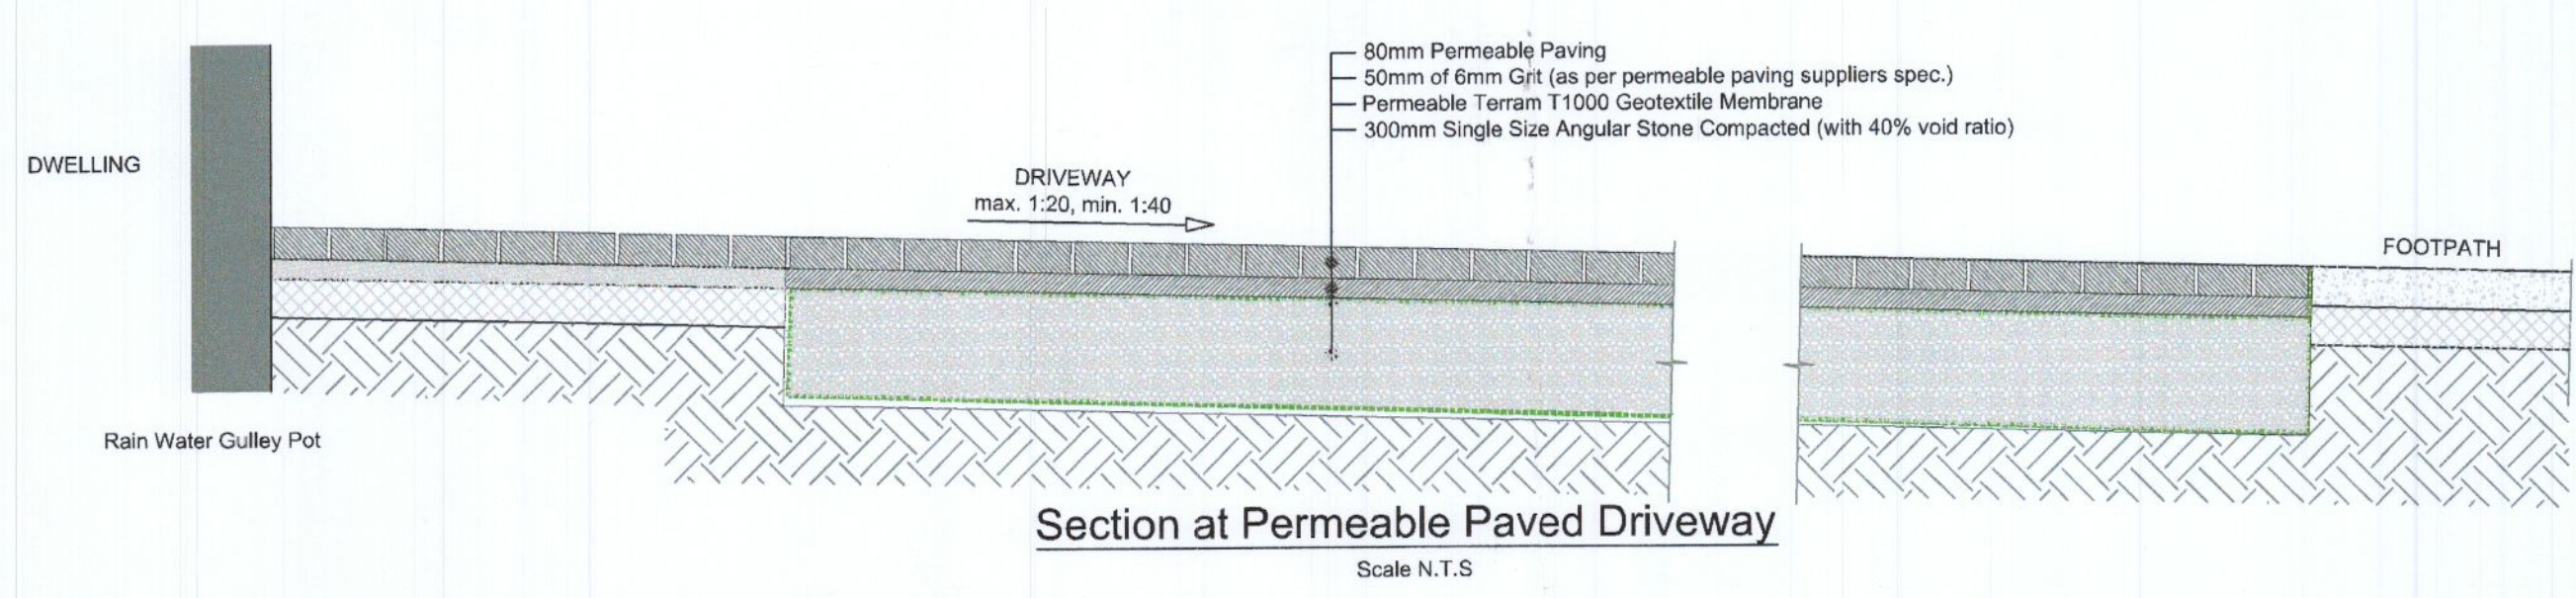 80mm Permeable Paving
50mm of 6mm Grit (as per permeable paving suppliers spec.)
Permeable Terram T1000 Geotextile Membrane
300mm Single Size Angular Stone Compacted (with 40% void ratio)
DWELLING
DRIVEWAY
max. 1:20, min. 1:40
FOOTPATH
Rain Water Gulley Pot
Section at Permeable Paved Driveway
Scale N.T.S